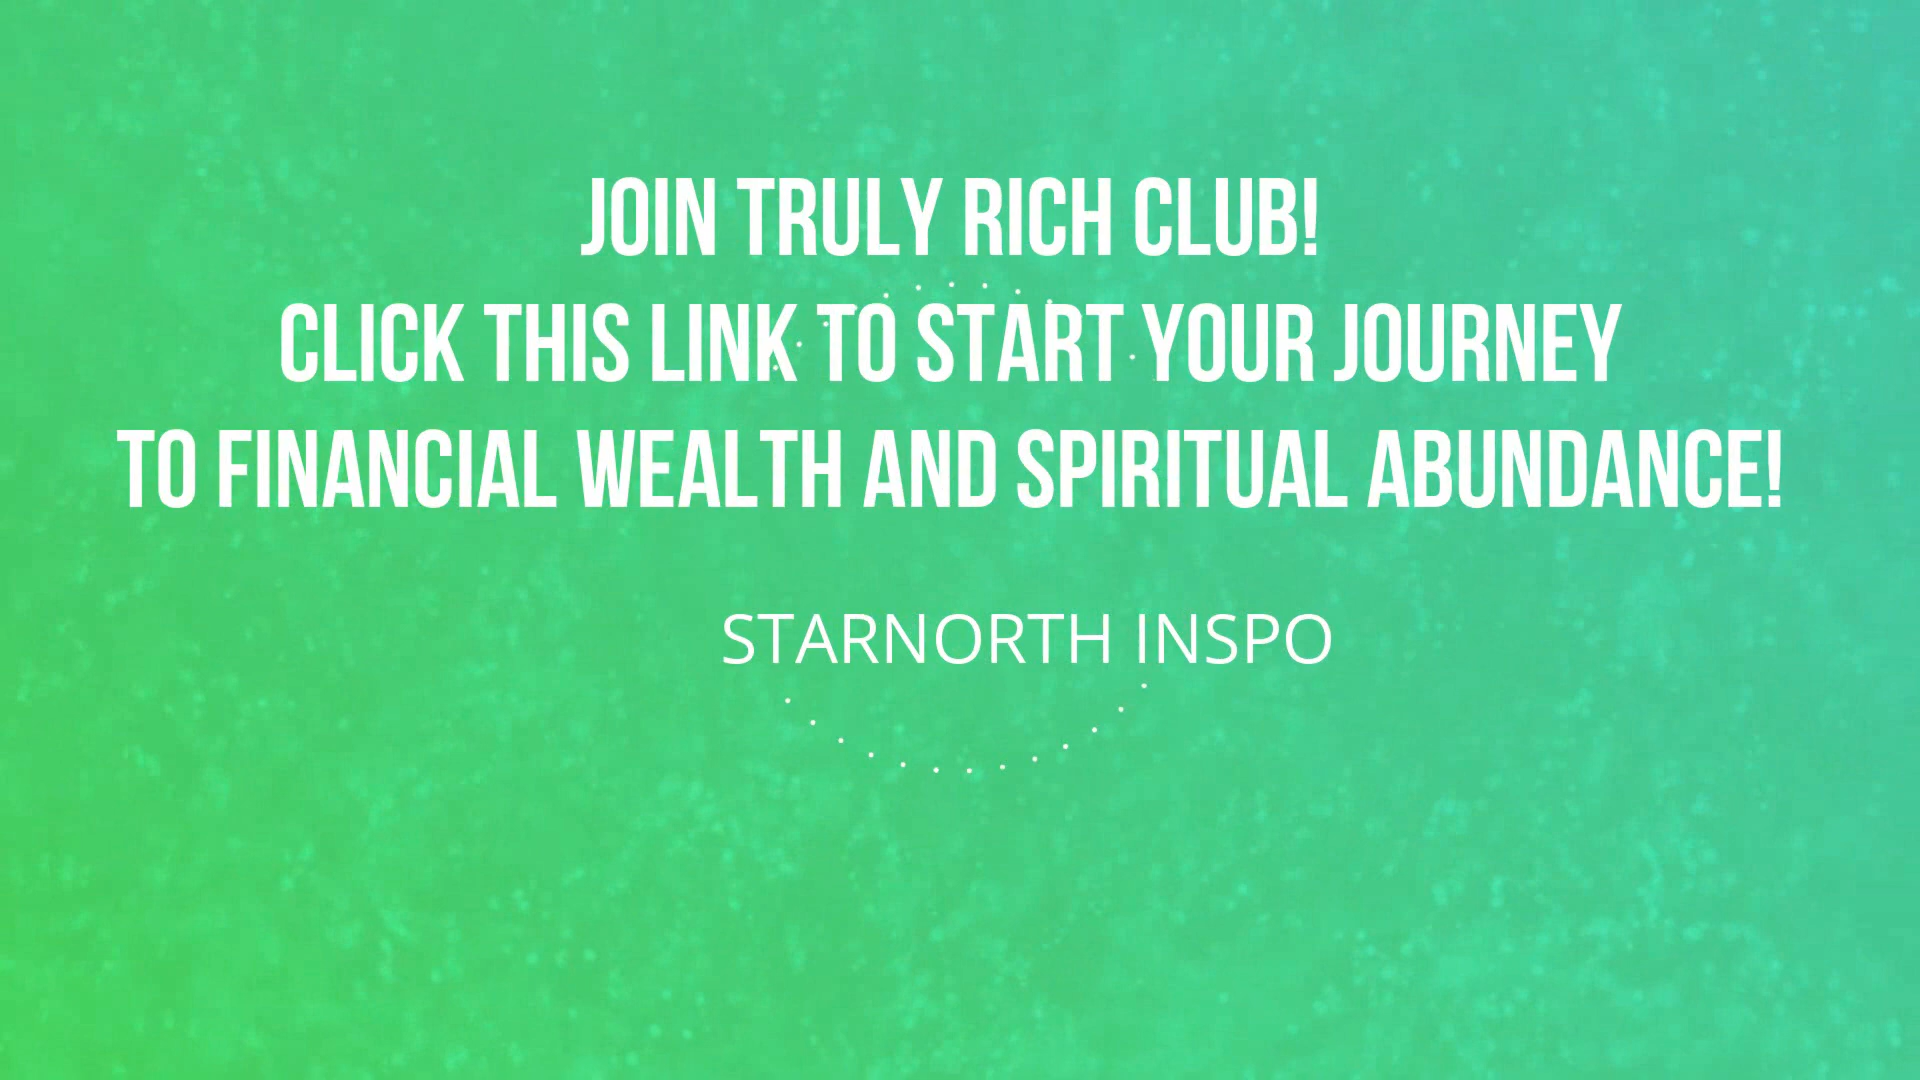 JOIN TRULY RICH CLUB!
CLICK THIS LINK TO START YOUR JOURNEY
TO FINANCIAL WEALTH AND SPIRITUAL ABUNDANCE!
STARNORTH INSPO